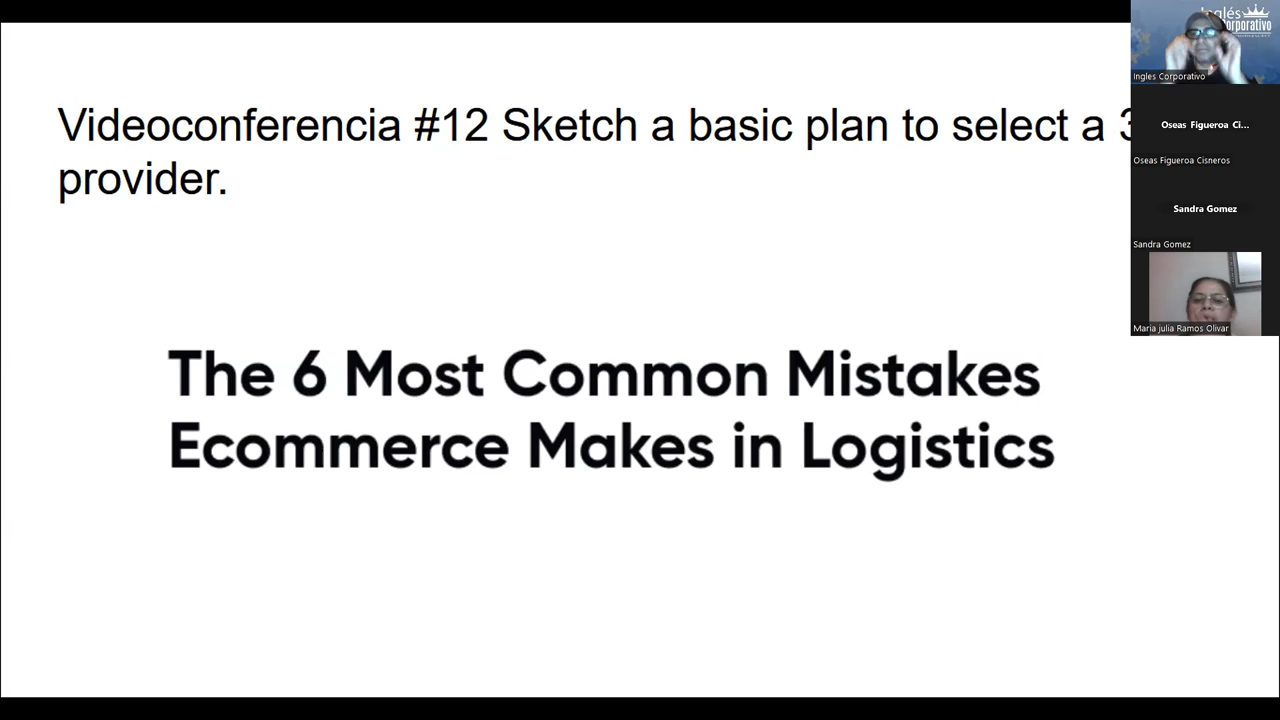 Videoconferencia #12 Sketch a basic plan to select a
provider.
The 6 Most Common Mistakes
Ecommerce Makes in Logistics
Inglés
Corporativo
Ingles Corporativo
Oseas Figueroa Ci...
Oseas Figueroa Cisneros
Sandra Gomez
Sandra Gomez
Maria julia Ramos Olivar